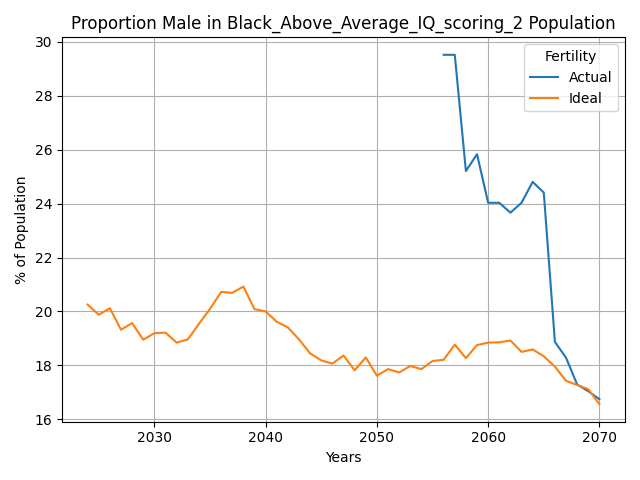 Proportion Male in Black_Above_Average_IQ_scoring_2 Population
30
28
26
24
22
20
18
16
% of Population
Fertility
Actual
Ideal
2030
2040
2050
2060
2070
Years